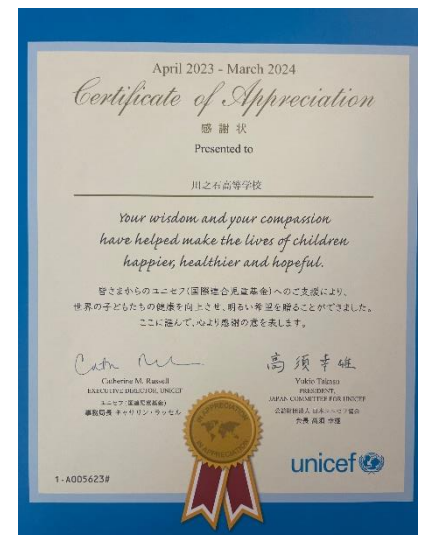 April 2023 - March 2024
Certificate of Appreciation
感謝状
Presented to
川之石高等学校
Your wisdom and your compassion
have helped make the lives of children
happier, healthier and hopeful.
皆さまからのユニセフ(国際連合児童基金)へのご支援により、
世界の子どもたちの健康を向上させ、明るい希望を贈ることができました。
ここに謹んで、心より感謝の意を表します。
高須幸雄
Catherine M. Russell
EXECUTIVE DIRECTOR, UNICEF
ユニセフ(国際児童基金)
事務局長 キャサリン・ラッセル
Yukio Takasu
PRESIDENT,
JAPAN COMMITTEE FOR UNICEF
公益財団法人 日本ユニセフ協会
会長 高須 幸雄
IN APPRECIATION
IN APPRECIATION
unicef
1-A005623#